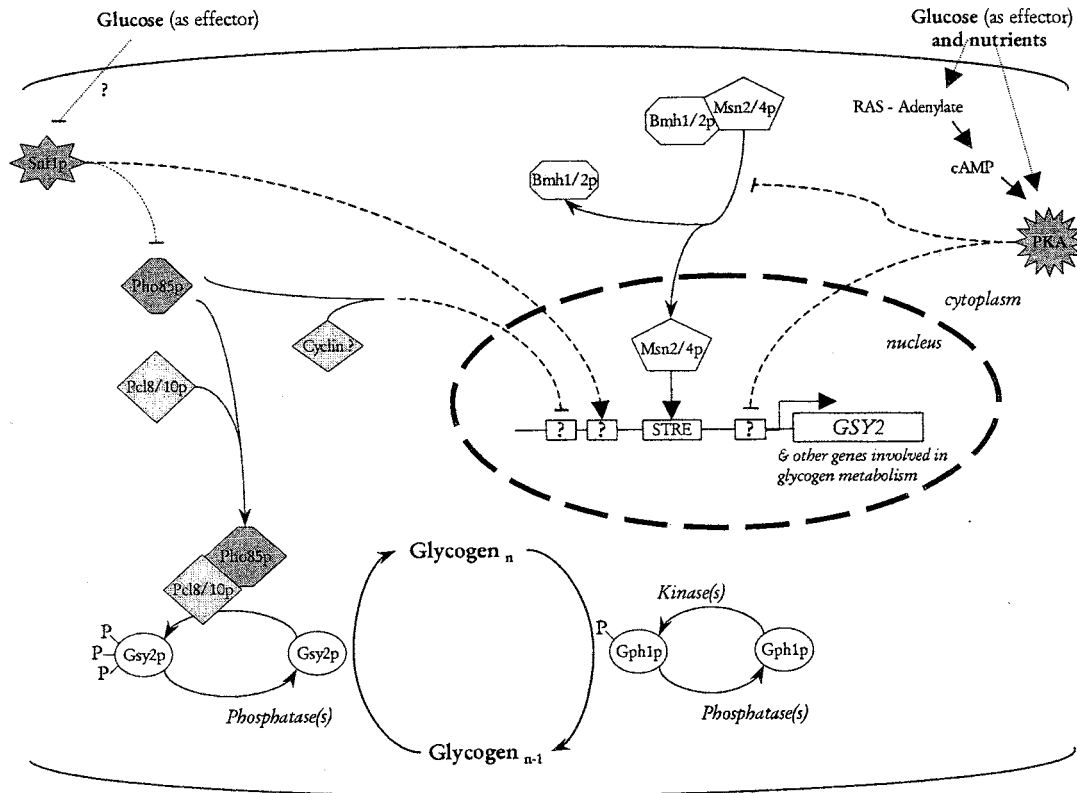 Glucose (as effector)
?
Snf1p
Glucose (as effector)
and nutrients
RAS - Adenylate
cAMP
PKA
Bmh1/2p
Msn2/4p
Bmh1/2p
Pho85p
Cyclin ?
Pcl8/10p
cytoplasm
nucleus
Msn2/4p
?
?
STRE
?
GSY2
& other genes involved in
glycogen metabolism
Pho85p
Pcl8/10p
P
P
P
Gsy2p
Gsy2p
Phosphatase(s)
Glycogen n
Glycogen n-1
Kinase(s)
P
Gph1p
Gph1p
Phosphatase(s)